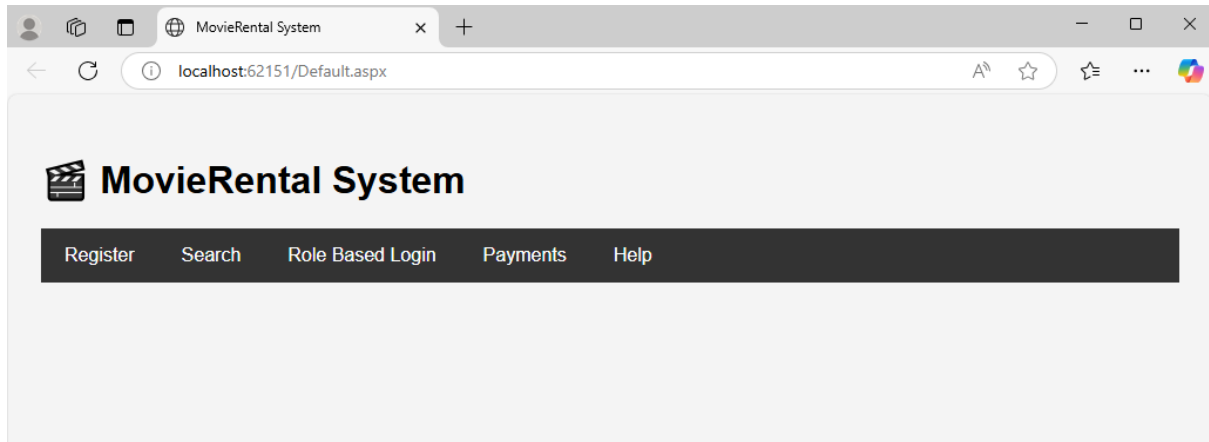 MovieRental System
localhost:62151/Default.aspx
MovieRental System
Register Search Role Based Login Payments Help